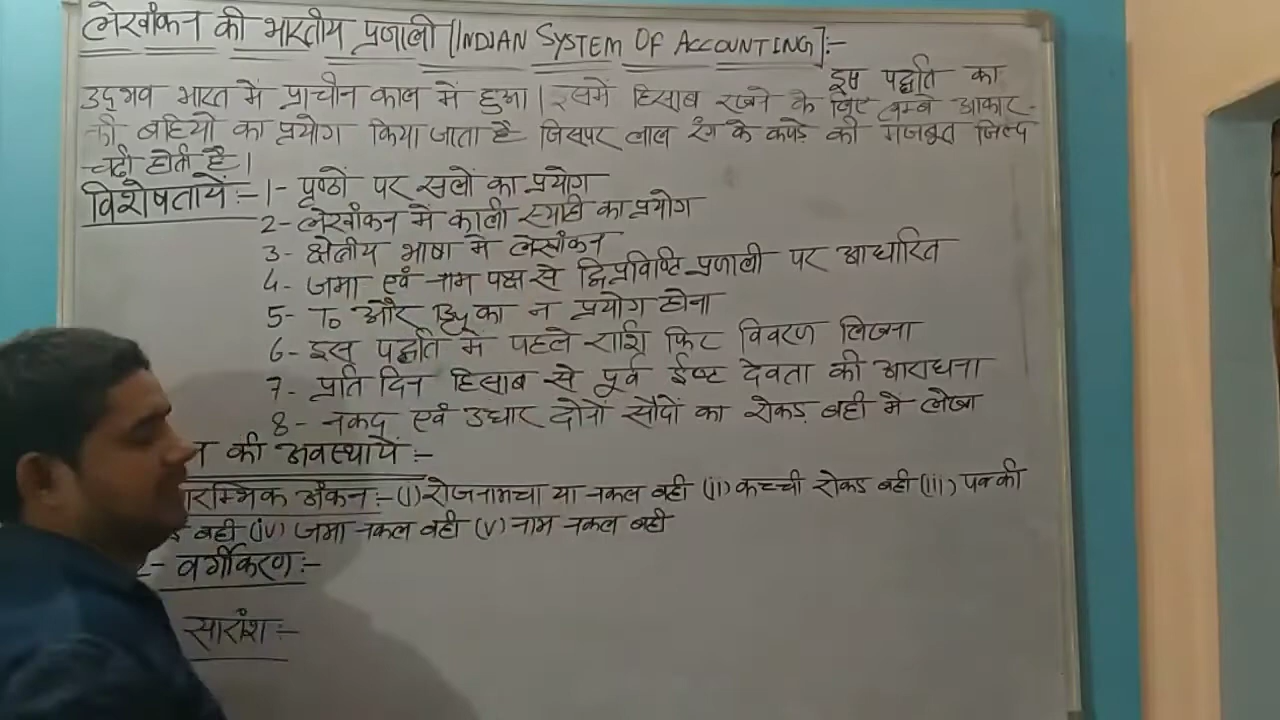 लेखांकन की भारतीय प्रणाली [INDIAN SYSTEM OF ACCOUNTING]:-
इस पद्धति का
उद्भव भारत में प्राचीन काल में हुआ। इसमें हिसाब रखने के लिए लम्बे आकार
की बहियों का प्रयोग किया जाता है जिसपर लाल रंग के कपड़े की मजबूत जिल्द
चढ़ी होती है।
विशेषतायें:- 1- पृष्ठों पर सलों का प्रयोग
2- लेखांकन में काली स्याही का प्रयोग
3- क्षेत्रीय भाषा में लेखांकन
4- जमा एवं नाम पक्ष से द्विप्रविष्टि प्रणाली पर आधारित
5- To और By का न प्रयोग होना
6- इस पद्धति में पहले राशि फिर विवरण लिखना
7- प्रति दिन हिसाब से पूर्व ईष्ट देवता की आराधना
8- नकद एवं उधार दोनों सौदों का रोकड़ बही में लेखा
न की अवस्थायें:-
रम्भिक अंकन:- (i) रोजनामचा या नकल बही (ii) कच्ची रोकड बही (iii) पक्की
बही (iv) जमा नकल बही (v) नाम नकल बही
2- वर्गीकरण:-
सारांश:-